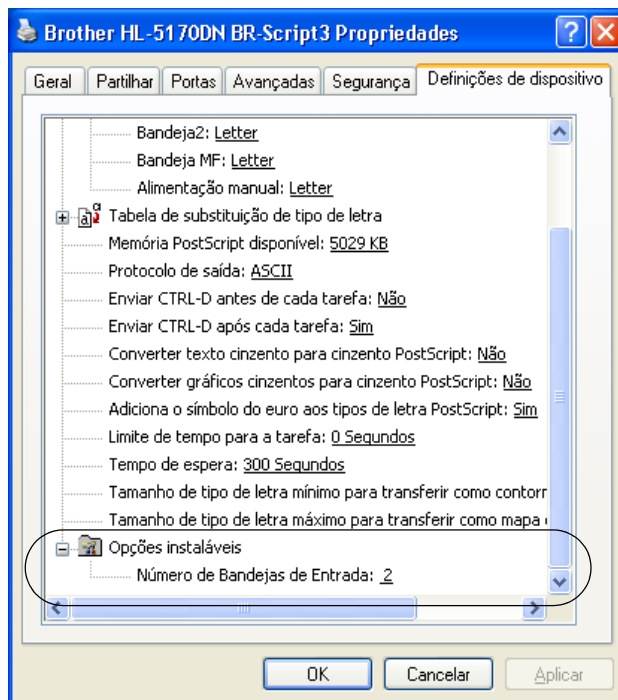 Brother HL-5170DN BR-Script3 Propriedades
Geral Partilhar Portas Avançadas Segurança Definições de dispositivo
Bandeja2: Letter
Bandeja MF: Letter
Alimentação manual: Letter
Tabela de substituição de tipo de letra
Memória PostScript disponível: 5029 KB
Protocolo de saída: ASCII
Enviar CTRL-D antes de cada tarefa: Não
Enviar CTRL-D após cada tarefa: Sim
Converter texto cinzento para cinzento PostScript: Não
Converter gráficos cinzentos para cinzento PostScript: Não
Adiciona o símbolo do euro aos tipos de letra PostScript: Sim
Limite de tempo para a tarefa: 0 Segundos
Tempo de espera: 300 Segundos
Tamanho de tipo de letra mínimo para transferir como contorr
Tamanho de tipo de letra máximo para transferir como mapa
Opções instaláveis
Número de Bandejas de Entrada: 2
OK Cancelar Aplicar